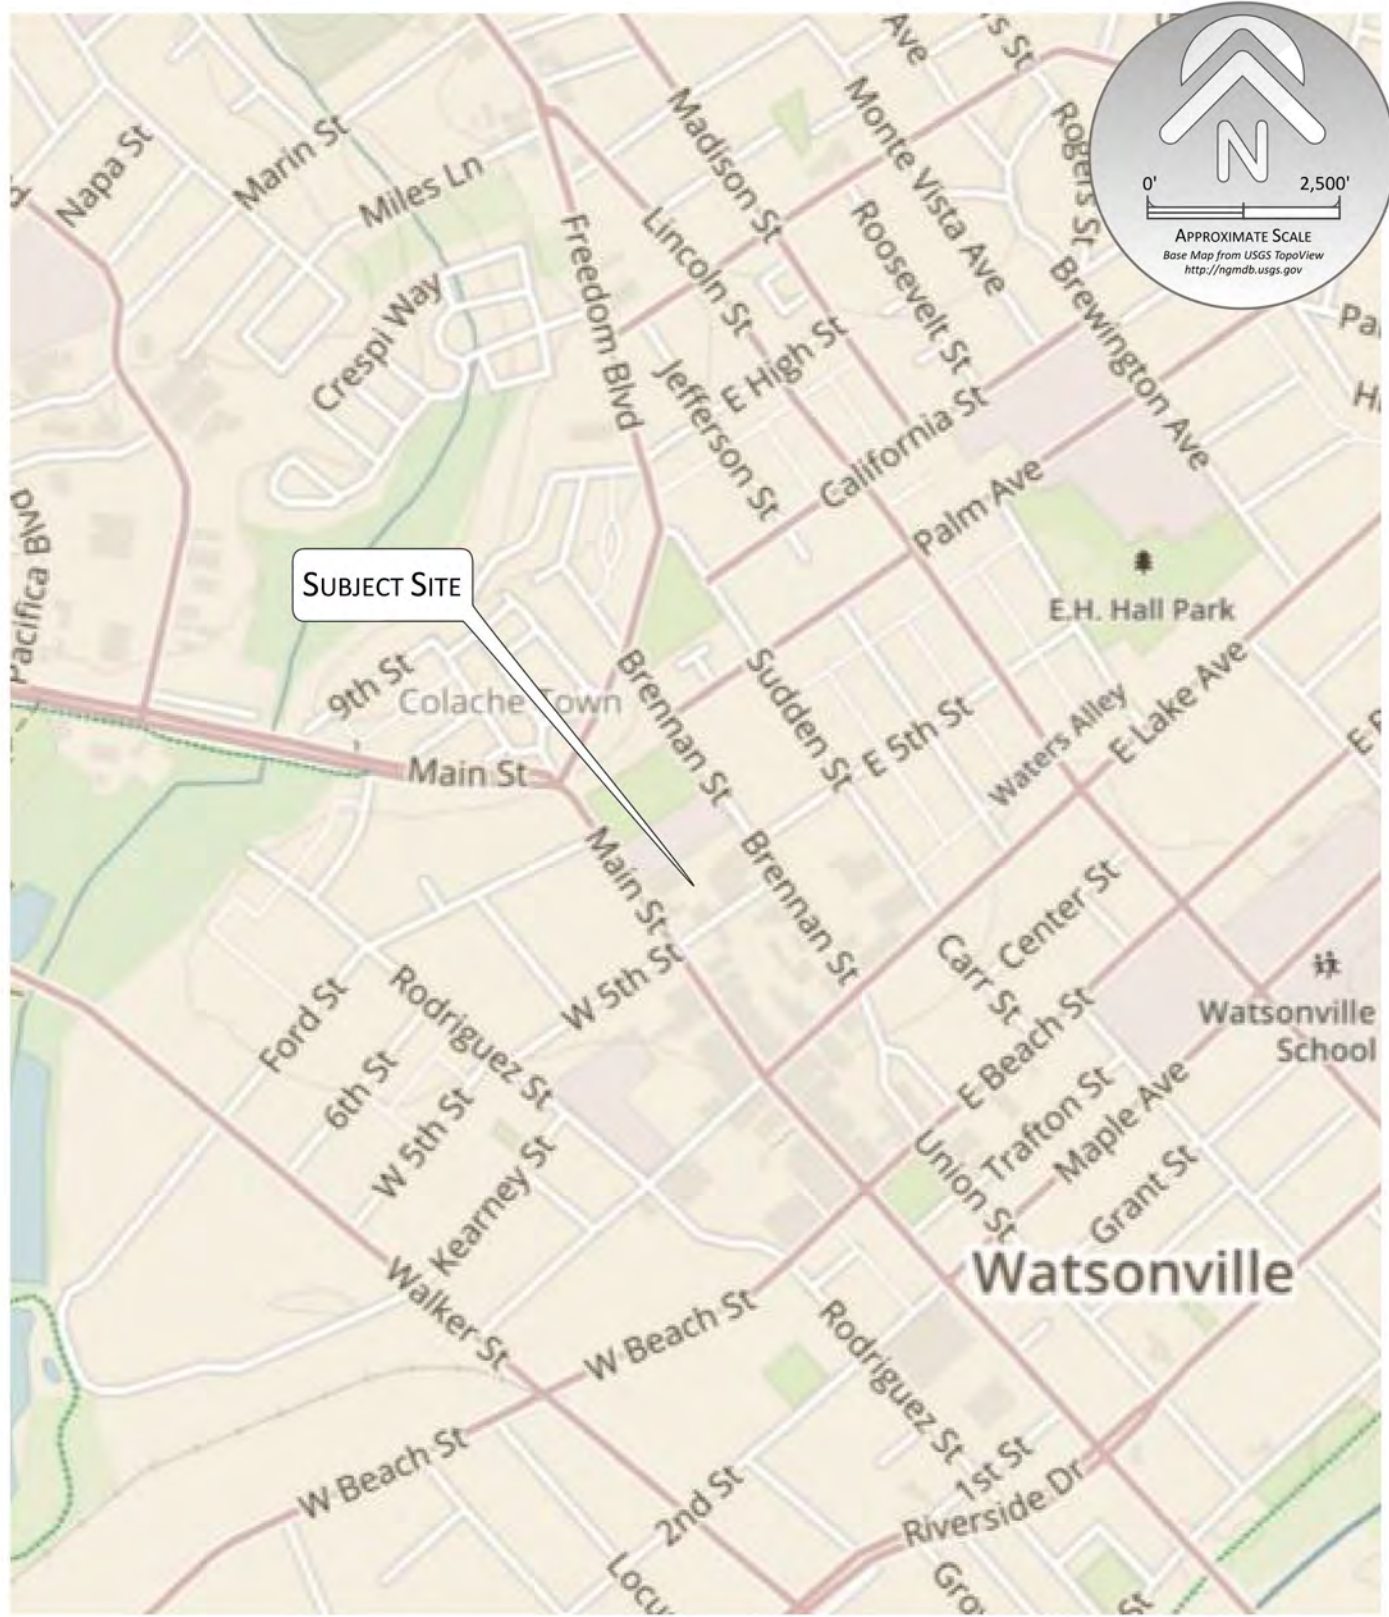 Ave
s St
N
0'
2,500'
APPROXIMATE SCALE
Base Map from USGS TopoView
http://ngmdb.usgs.gov
Napa St
Marin St
Miles Ln
Madison St
Monte Vista Ave
Rogers St
d
Freedom Blvd
Lincoln St
Roosevelt St
Brewington Ave
Pa
Crespi Way
E High St
Jefferson St
H
California St
Palm Ave
Pacifica Blvd
SUBJECT SITE
E.H. Hall Park
9th St
Colache Town
Brennan St
Sudden St
E 5th St
Waters Alley
E Lake Ave
E
Main St
Main St
Brennan St
Center St
Carr St
W 5th St
Rodriguez St
Ford St
E Beach St
Watsonville
School
6th St
W 5th St
Kearney St
Union St
Trafton St
Maple Ave
Grant St
Watsonville
Walker St
W Beach St
Rodriguez St
W Beach St
2nd St
1st St
Riverside Dr
Locu
Gro
St